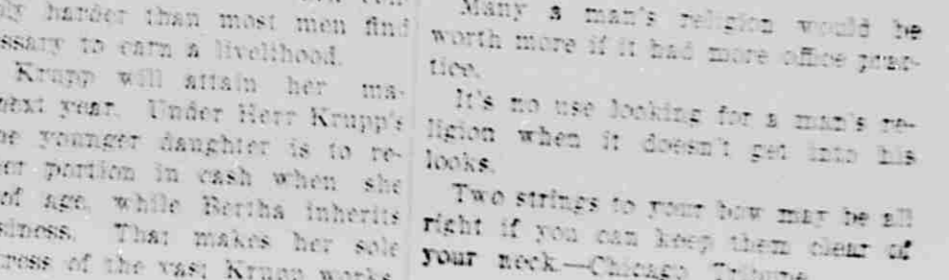 harder than most men find
to earn a livelihood.
Krupp will attain her ma-
next year. Under Herr Krupp's
younger daughter is to re-
portion in cash when she
of age, while Bertha inherits
That makes her sole
of the vast Krupp works
Many a man's religion would be
worth more if it had more office prac-
tice.
It's no use looking for a man's re-
ligion when it doesn't get into his
looks.
Two strings to your bow may be all
right if you can keep them clear of
your neck.—Chicago Tribune.